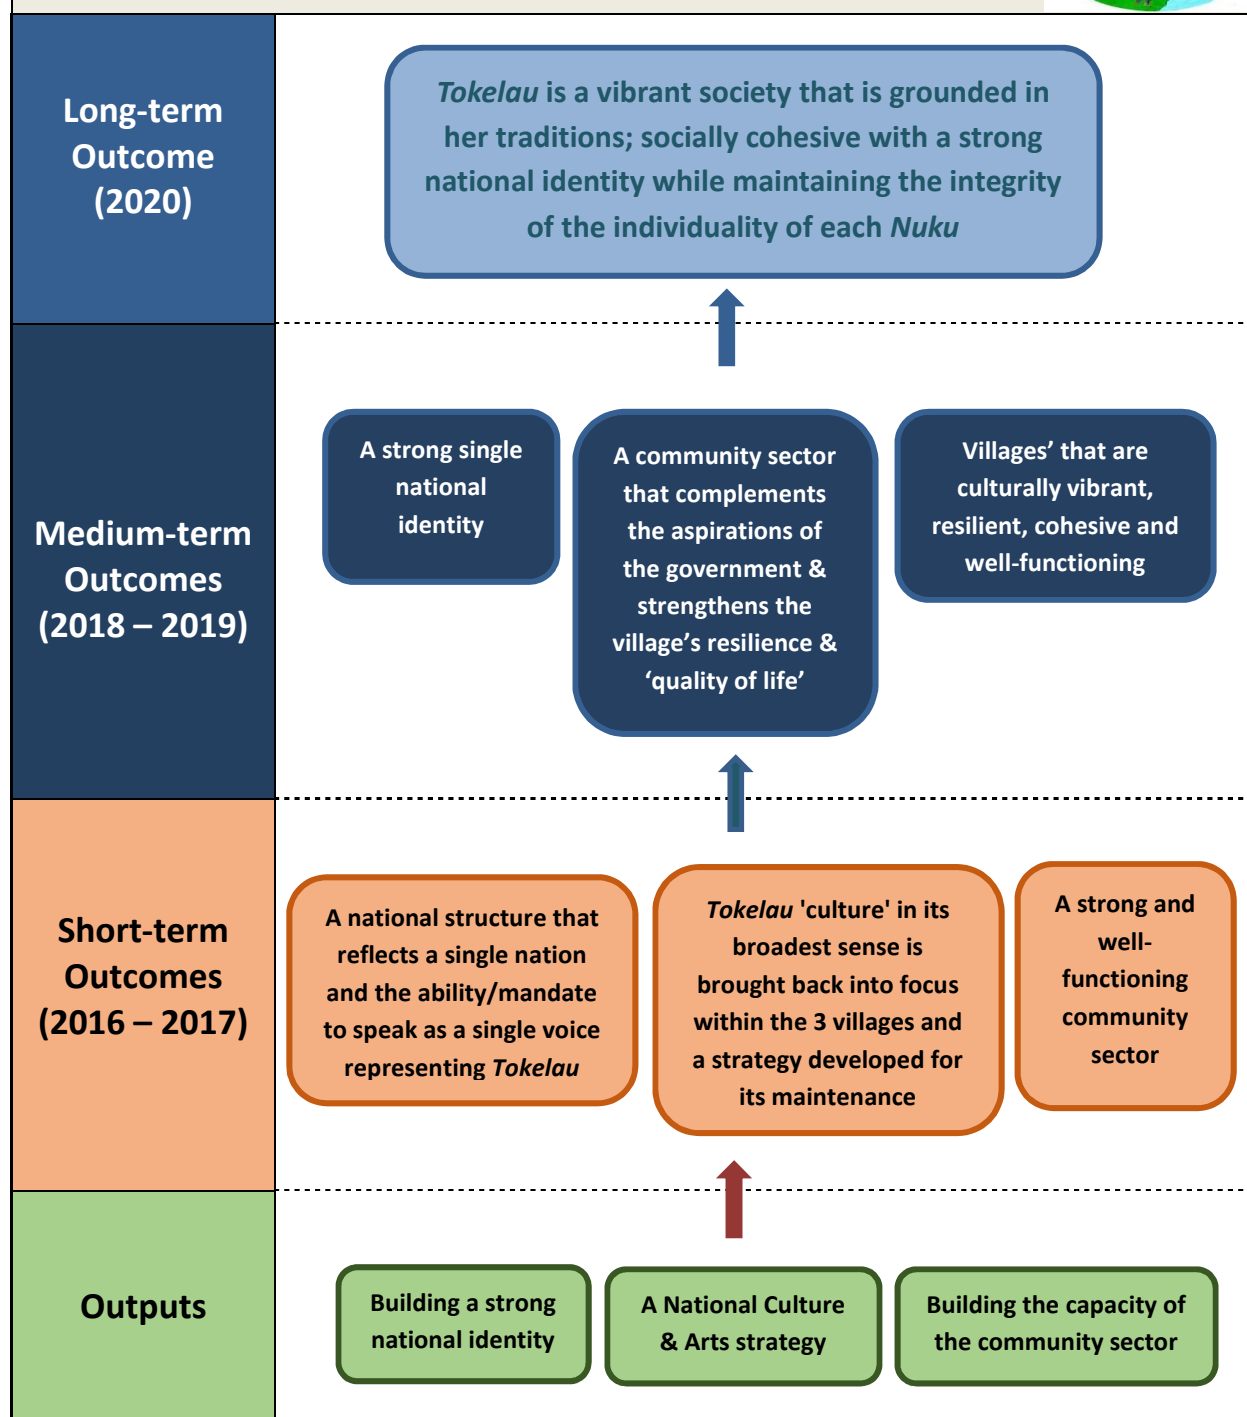 Long-term
Outcome
(2020)
Tokelau is a vibrant society that is grounded in
her traditions; socially cohesive with a strong
national identity while maintaining the integrity
of the individuality of each Nuku
Medium-term
Outcomes
(2018 – 2019)
A strong single
national
identity
A community sector
that complements
the aspirations of
the government &
strengthens the
village’s resilience &
‘quality of life’
Villages’ that are
culturally vibrant,
resilient, cohesive and
well-functioning
Short-term
Outcomes
(2016 – 2017)
A national structure that
reflects a single nation
and the ability/mandate
to speak as a single voice
representing Tokelau
Tokelau 'culture' in its
broadest sense is
brought back into focus
within the 3 villages and
a strategy developed for
its maintenance
A strong and
well-
functioning
community
sector
Outputs
Building a strong
national identity
A National Culture
& Arts strategy
Building the capacity of
the community sector